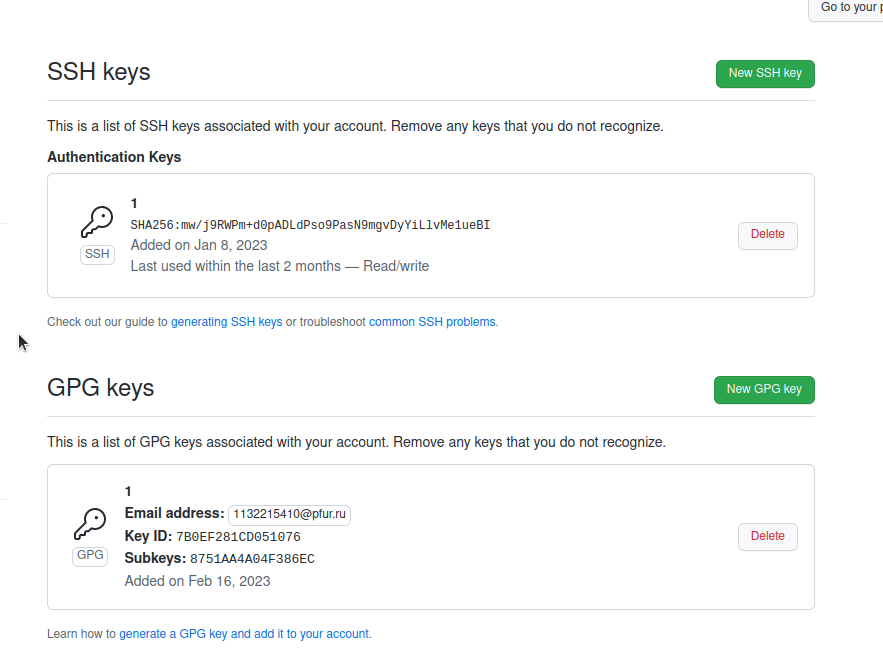 Go to your p
SSH keys
New SSH key
This is a list of SSH keys associated with your account. Remove any keys that you do not recognize.
Authentication Keys
1
SHA256:mw/j9RWPm+d0pADLdPso9PasN9mgvDyYiLlvMe1ueBI
Added on Jan 8, 2023
Last used within the last 2 months — Read/write
SSH
Delete
Check out our guide to generating SSH keys or troubleshoot common SSH problems.
GPG keys
New GPG key
This is a list of GPG keys associated with your account. Remove any keys that you do not recognize.
1
Email address: 1132215410@pfur.ru
Key ID: 7B0EF281CD051076
Subkeys: 8751AA4A04F386EC
Added on Feb 16, 2023
GPG
Delete
Learn how to generate a GPG key and add it to your account.